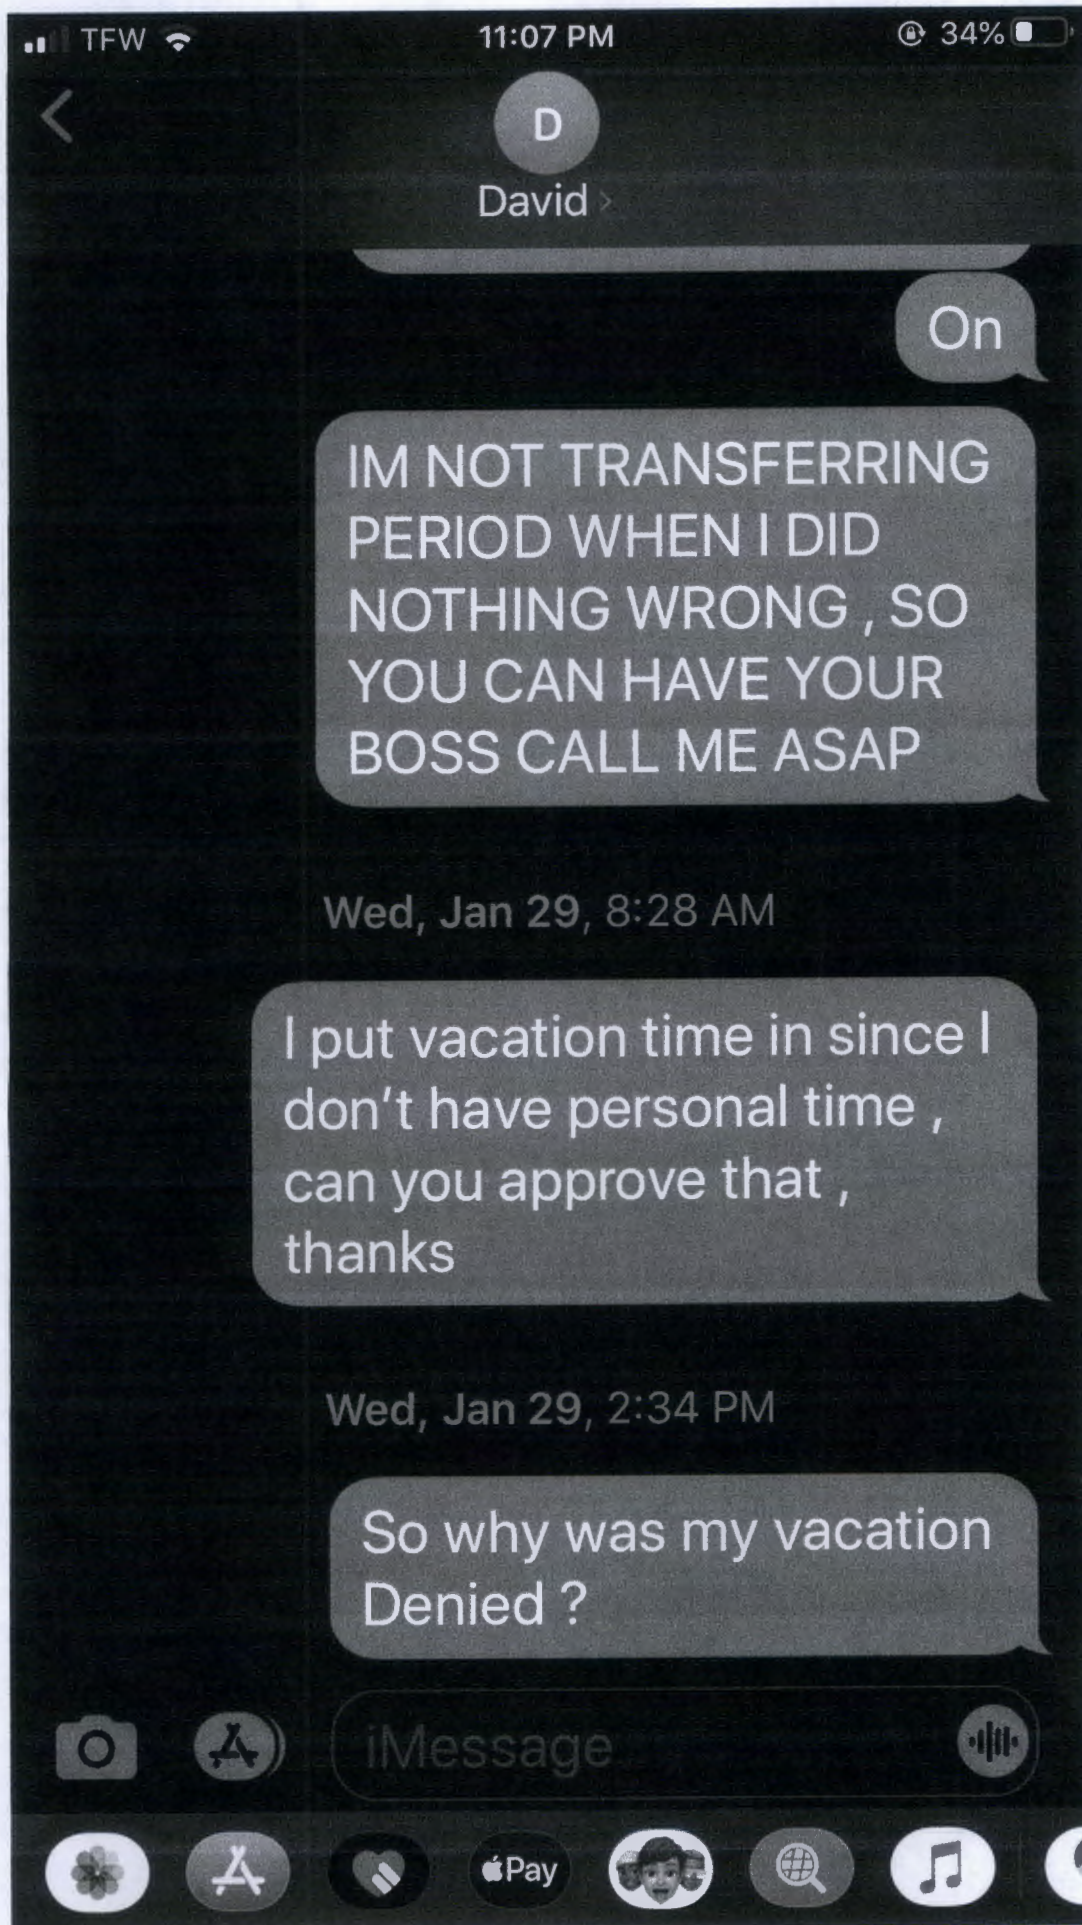 TFW 11:07 PM 34%
D
David
On
IM NOT TRANSFERRING
PERIOD WHEN I DID
NOTHING WRONG , SO
YOU CAN HAVE YOUR
BOSS CALL ME ASAP
Wed, Jan 29, 8:28 AM
I put vacation time in since I
don't have personal time ,
can you approve that ,
thanks
Wed, Jan 29, 2:34 PM
So why was my vacation
Denied ?
iMessage
Pay